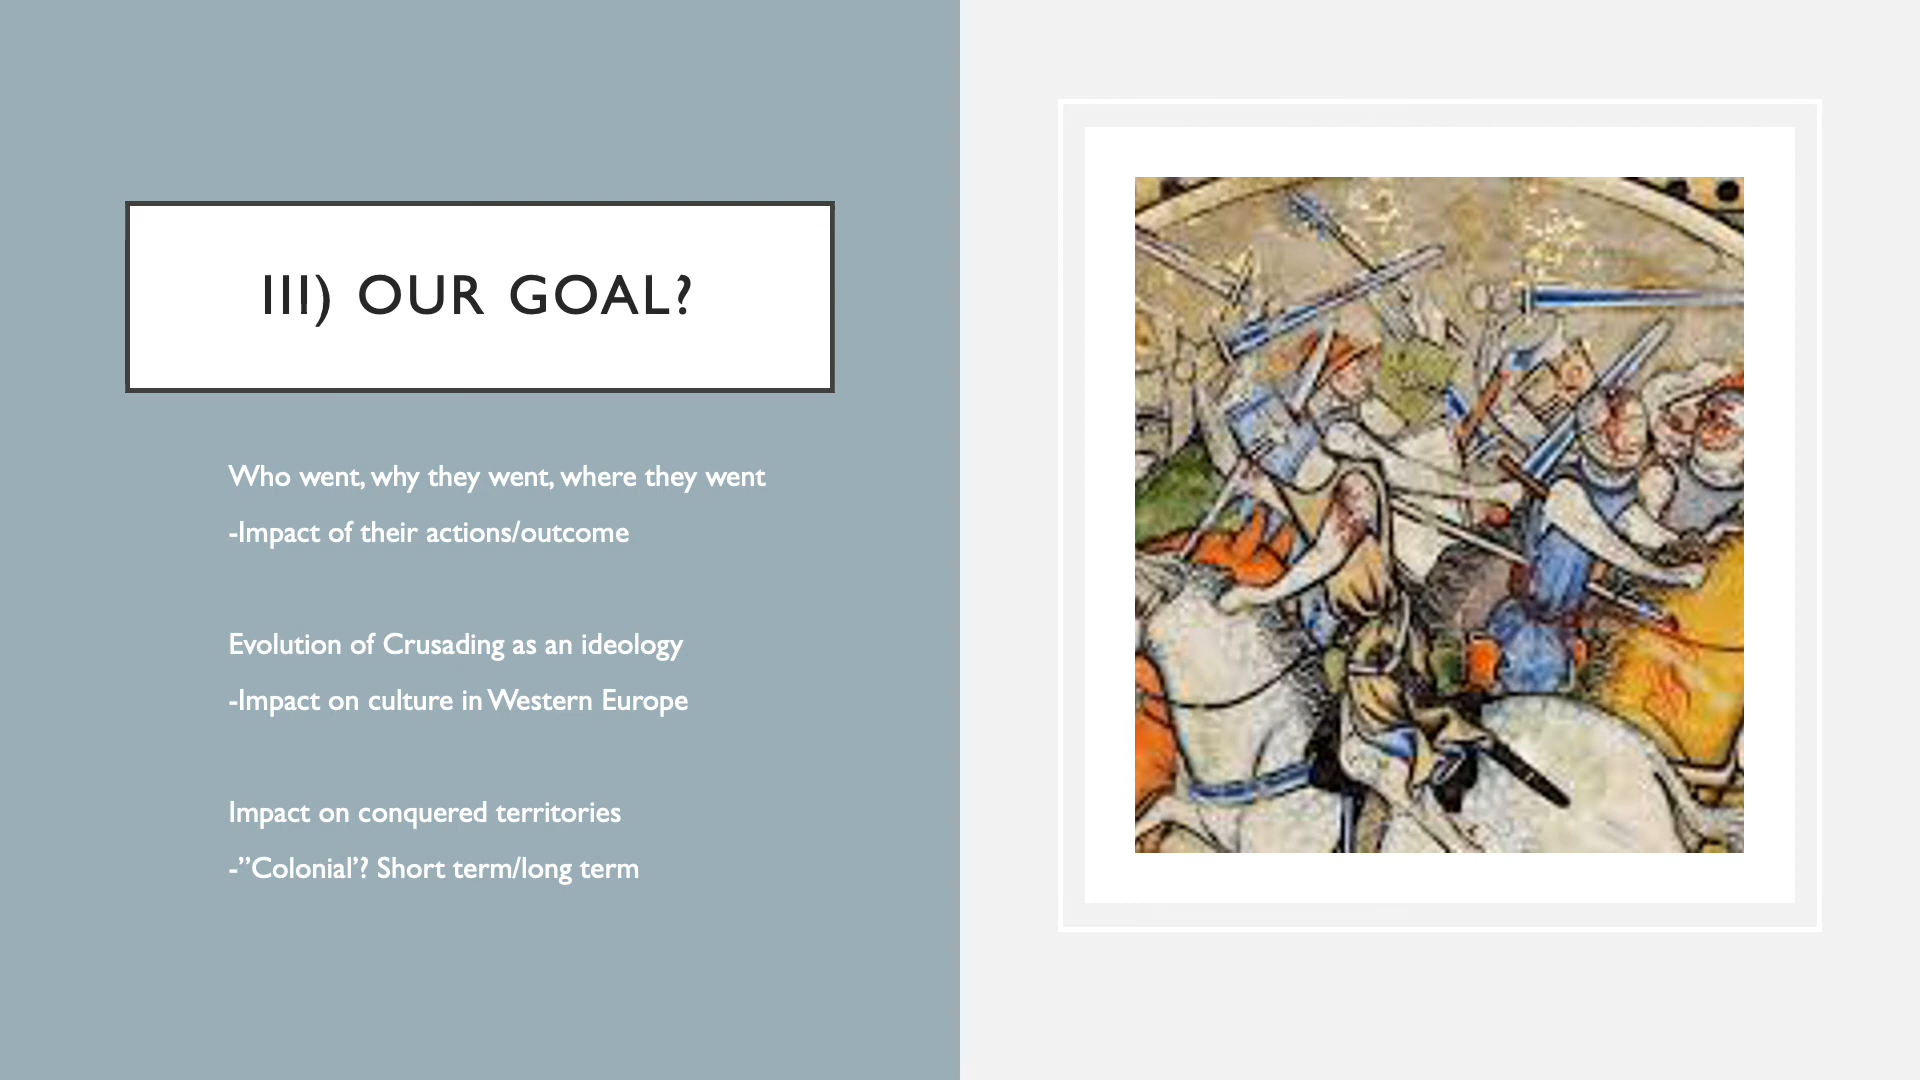 III) OUR GOAL?
Who went, why they went, where they went
-Impact of their actions/outcome
Evolution of Crusading as an ideology
-Impact on culture in Western Europe
Impact on conquered territories
-”Colonial’? Short term/long term